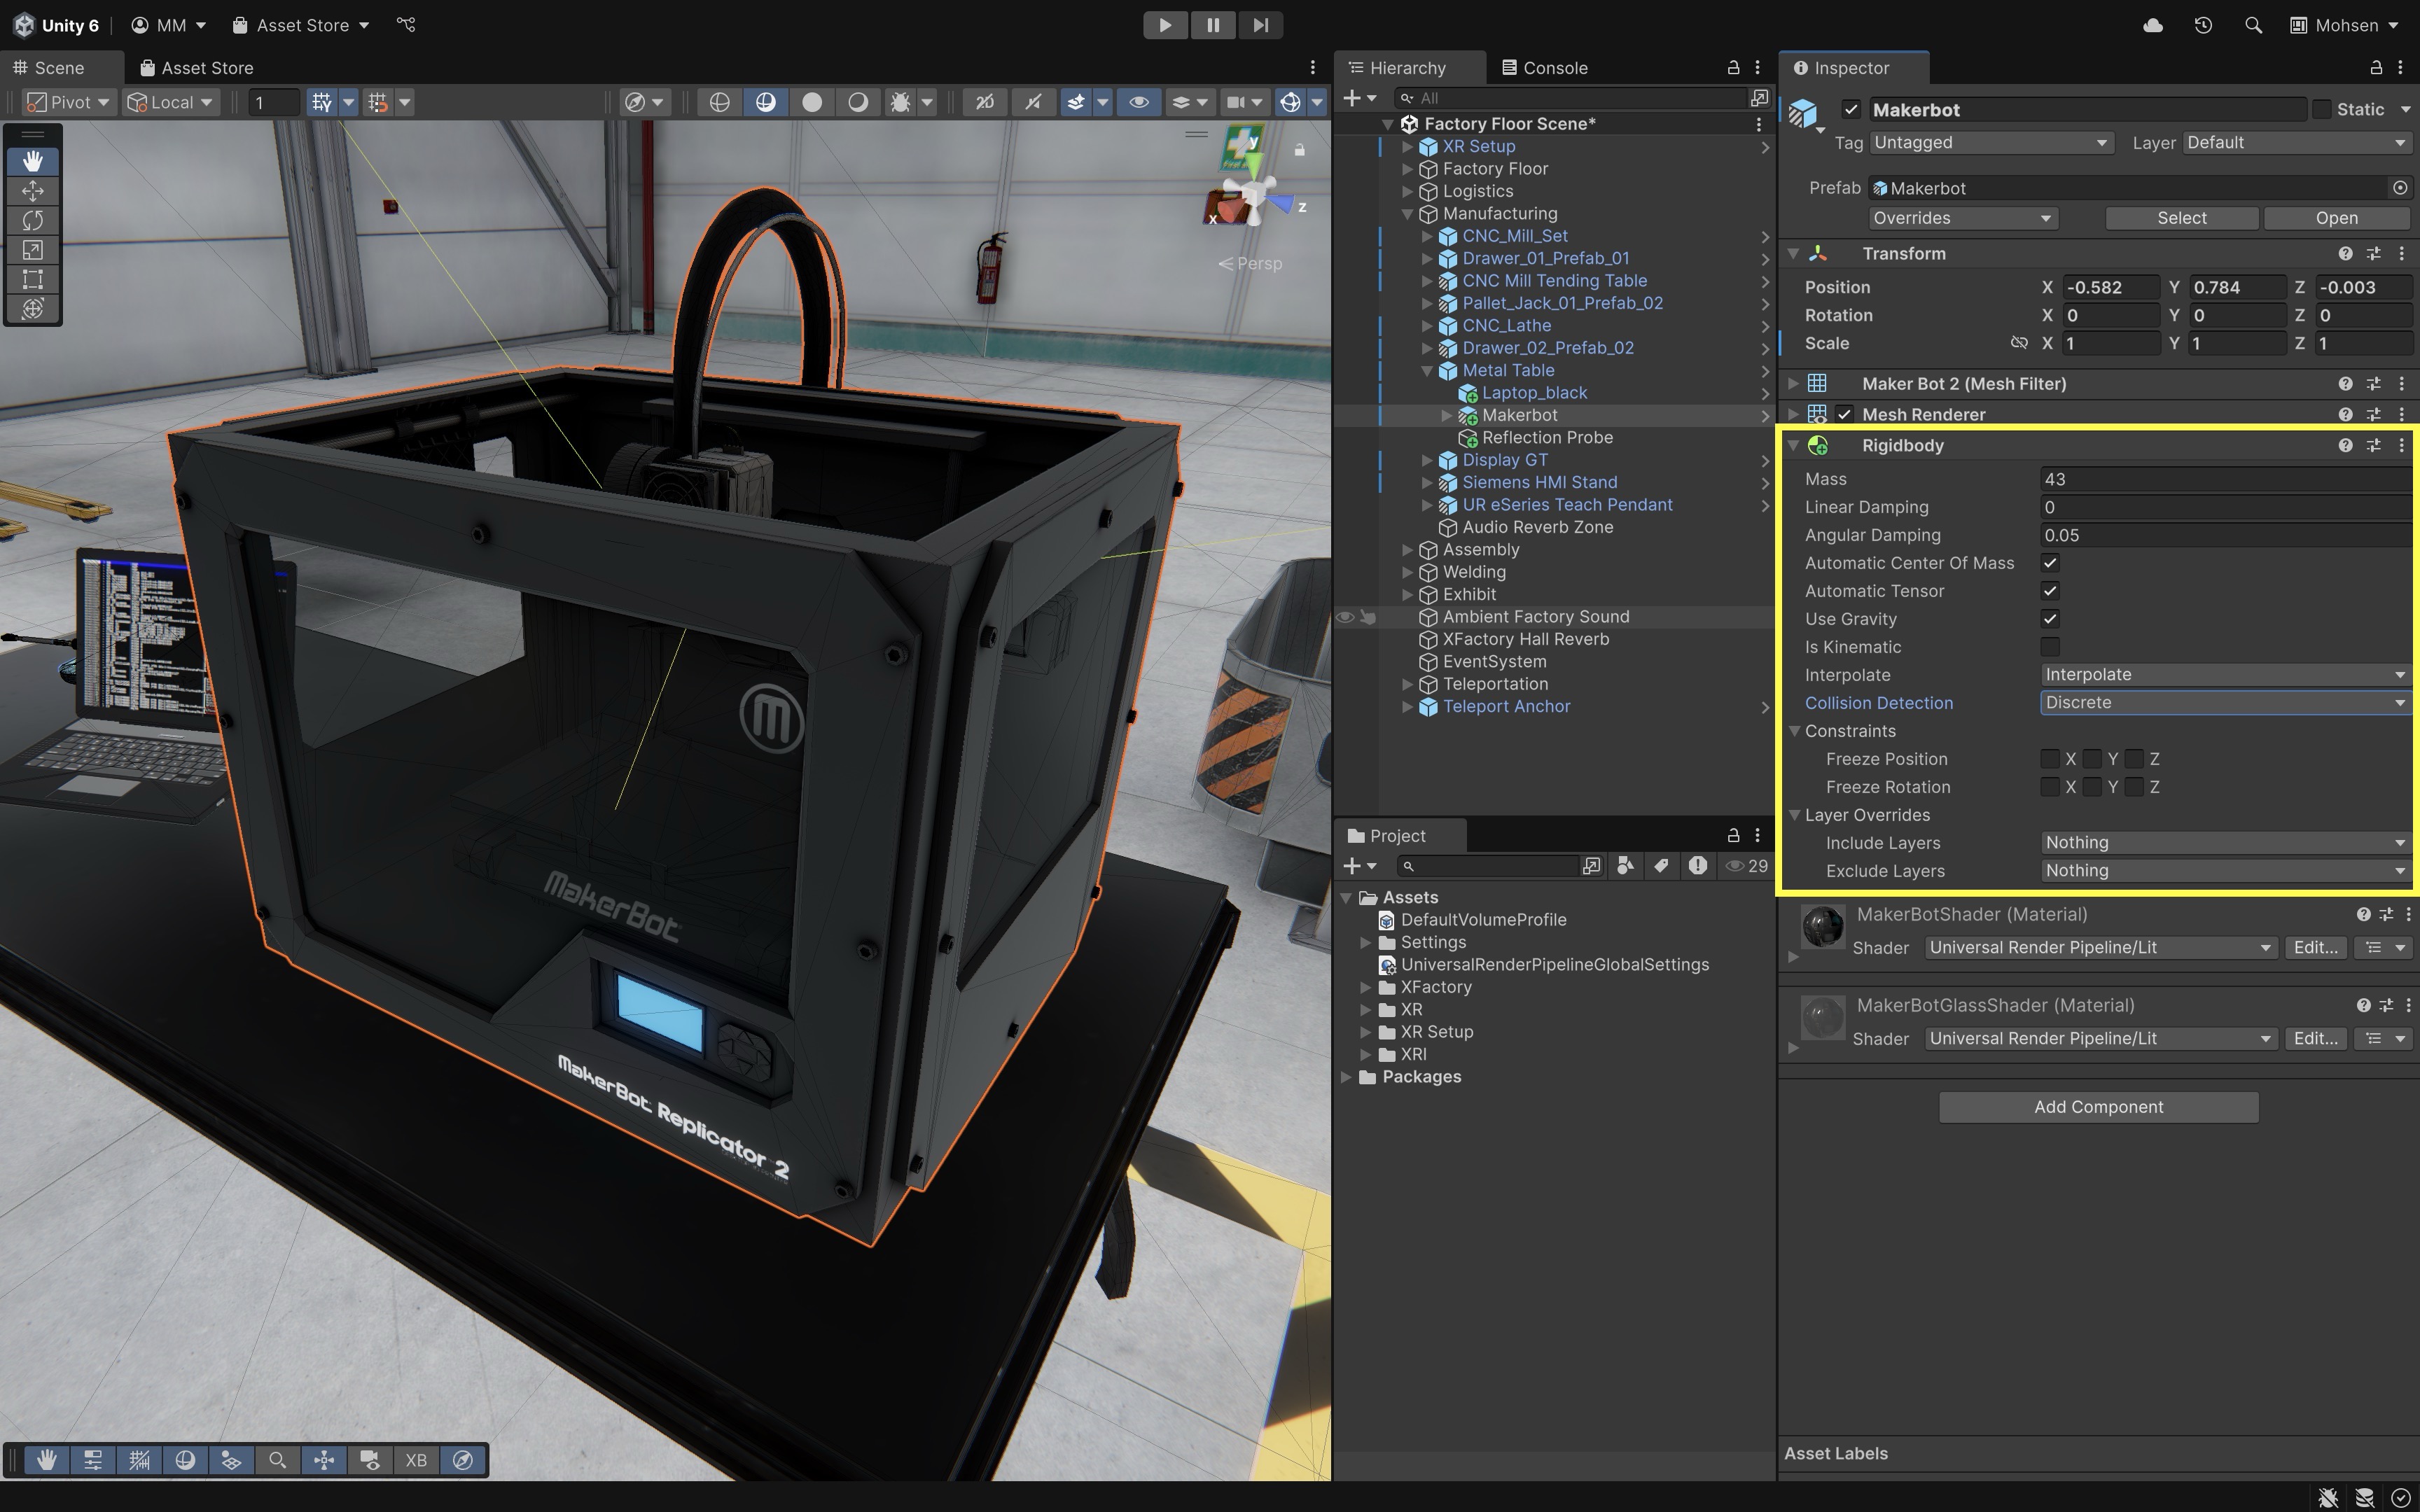 Unity 6 MM Asset Store Mohsen
Scene Asset Store
Pivot Local 1
y
x
z
Persp
MakerBot
MakerBot Replicator 2
XB
Hierarchy Console
All
Factory Floor Scene*
XR Setup
Factory Floor
Logistics
Manufacturing
CNC_Mill_Set
Drawer_01_Prefab_01
CNC Mill Tending Table
Pallet_Jack_01_Prefab_02
CNC_Lathe
Drawer_02_Prefab_02
Metal Table
Laptop_black
Makerbot
Reflection Probe
Display GT
Siemens HMI Stand
UR eSeries Teach Pendant
Audio Reverb Zone
Assembly
Welding
Exhibit
Ambient Factory Sound
XFactory Hall Reverb
EventSystem
Teleportation
Teleport Anchor
Project
29
Assets
DefaultVolumeProfile
Settings
UniversalRenderPipelineGlobalSettings
XFactory
XR
XR Setup
XRI
Packages
Inspector
Makerbot Static
Tag Untagged Layer Default
Prefab Makerbot
Overrides Select Open
Transform
Position X -0.582 Y 0.784 Z -0.003
Rotation X 0 Y 0 Z 0
Scale X 1 Y 1 Z 1
Maker Bot 2 (Mesh Filter)
Mesh Renderer
Rigidbody
Mass 43
Linear Damping 0
Angular Damping 0.05
Automatic Center Of Mass
Automatic Tensor
Use Gravity
Is Kinematic
Interpolate Interpolate
Collision Detection Discrete
Constraints
Freeze Position X Y Z
Freeze Rotation X Y Z
Layer Overrides
Include Layers Nothing
Exclude Layers Nothing
MakerBotShader (Material)
Shader Universal Render Pipeline/Lit Edit...
MakerBotGlassShader (Material)
Shader Universal Render Pipeline/Lit Edit...
Add Component
Asset Labels